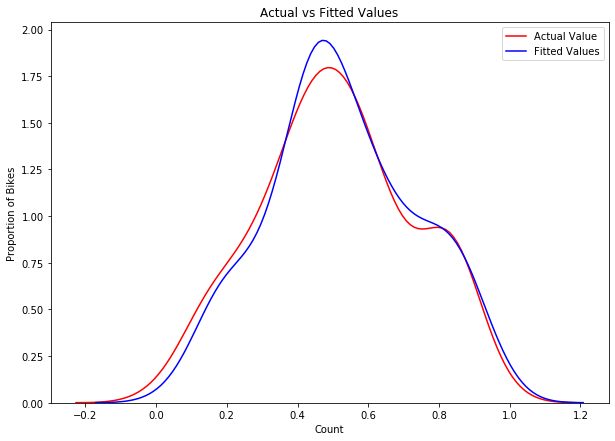 Actual vs Fitted Values
Actual Value
Fitted Values
Proportion of Bikes
2.00
1.75
1.50
1.25
1.00
0.75
0.50
0.25
0.00
−0.2 0.0 0.2 0.4 0.6 0.8 1.0 1.2
Count